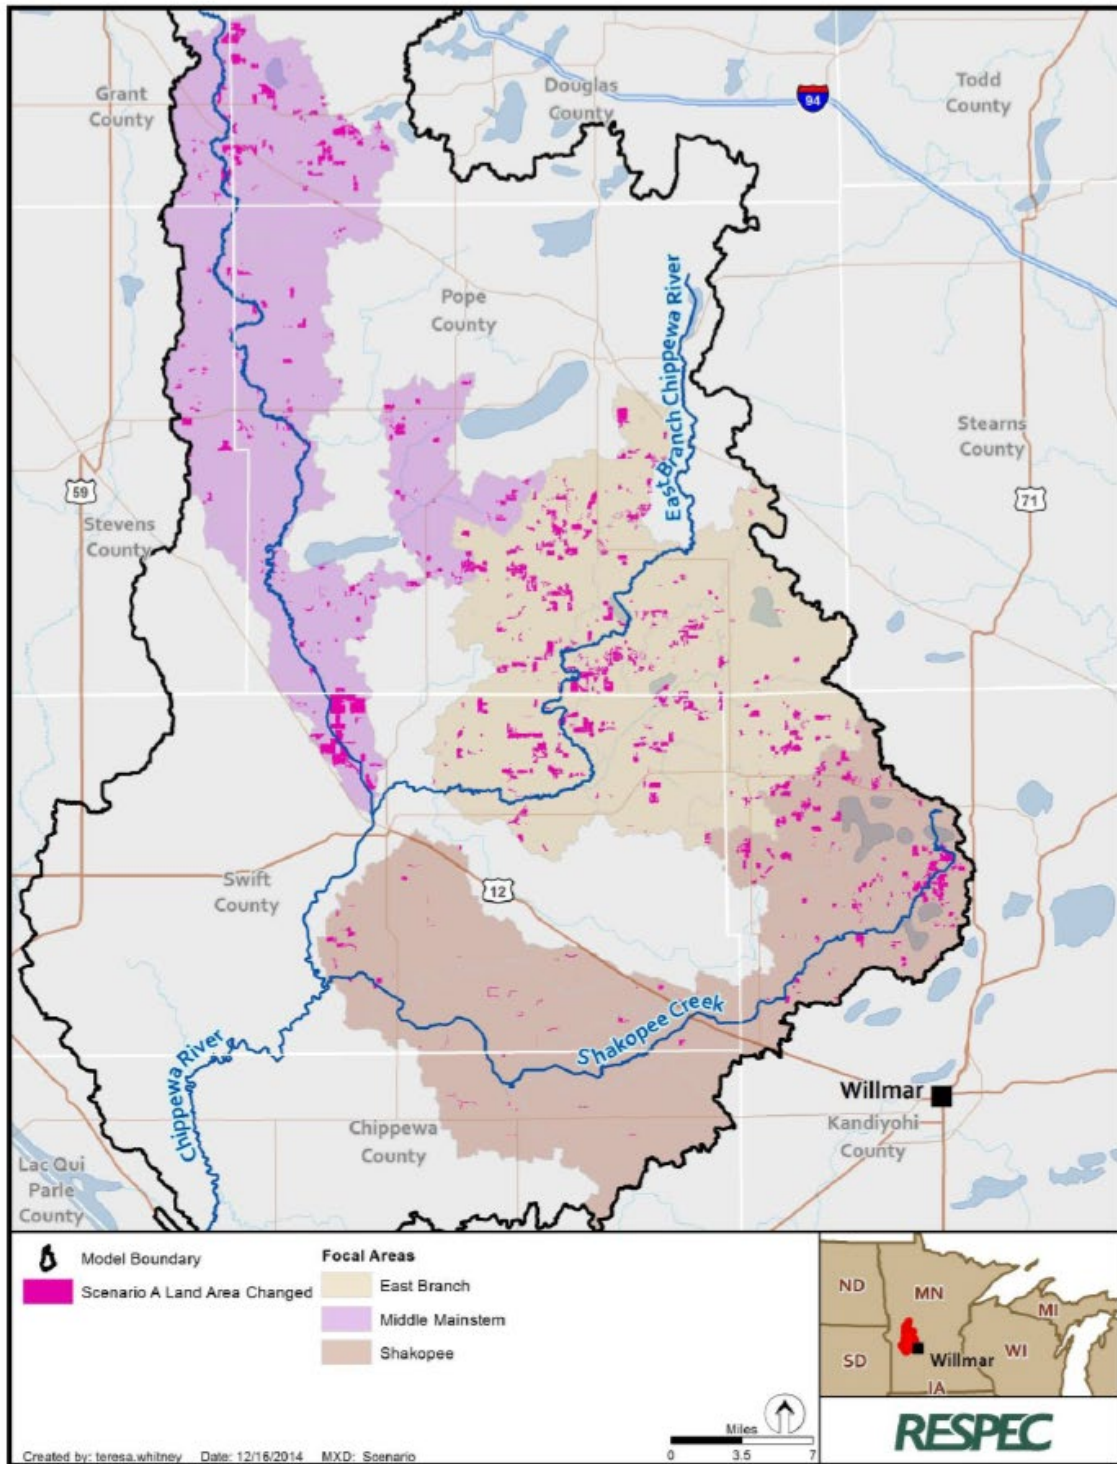 Grant
County
Douglas
County
94
Todd
County
Pope
County
East Branch Chippewa River
Stearns
County
59
71
Stevens
County
Swift
County
12
Shakopee Creek
Chippewa River
Willmar
Kandiyohi
County
Chippewa
County
Lac Qui
Parle
County
Model Boundary
Scenario A Land Area Changed
Focal Areas
East Branch
Middle Mainstem
Shakopee
ND
MN
MI
SD
WI
Willmar
IA
Miles
0 3.5 7
RESPEC
Created by: teresa.whitney Date: 12/16/2014 MXD: Scenario